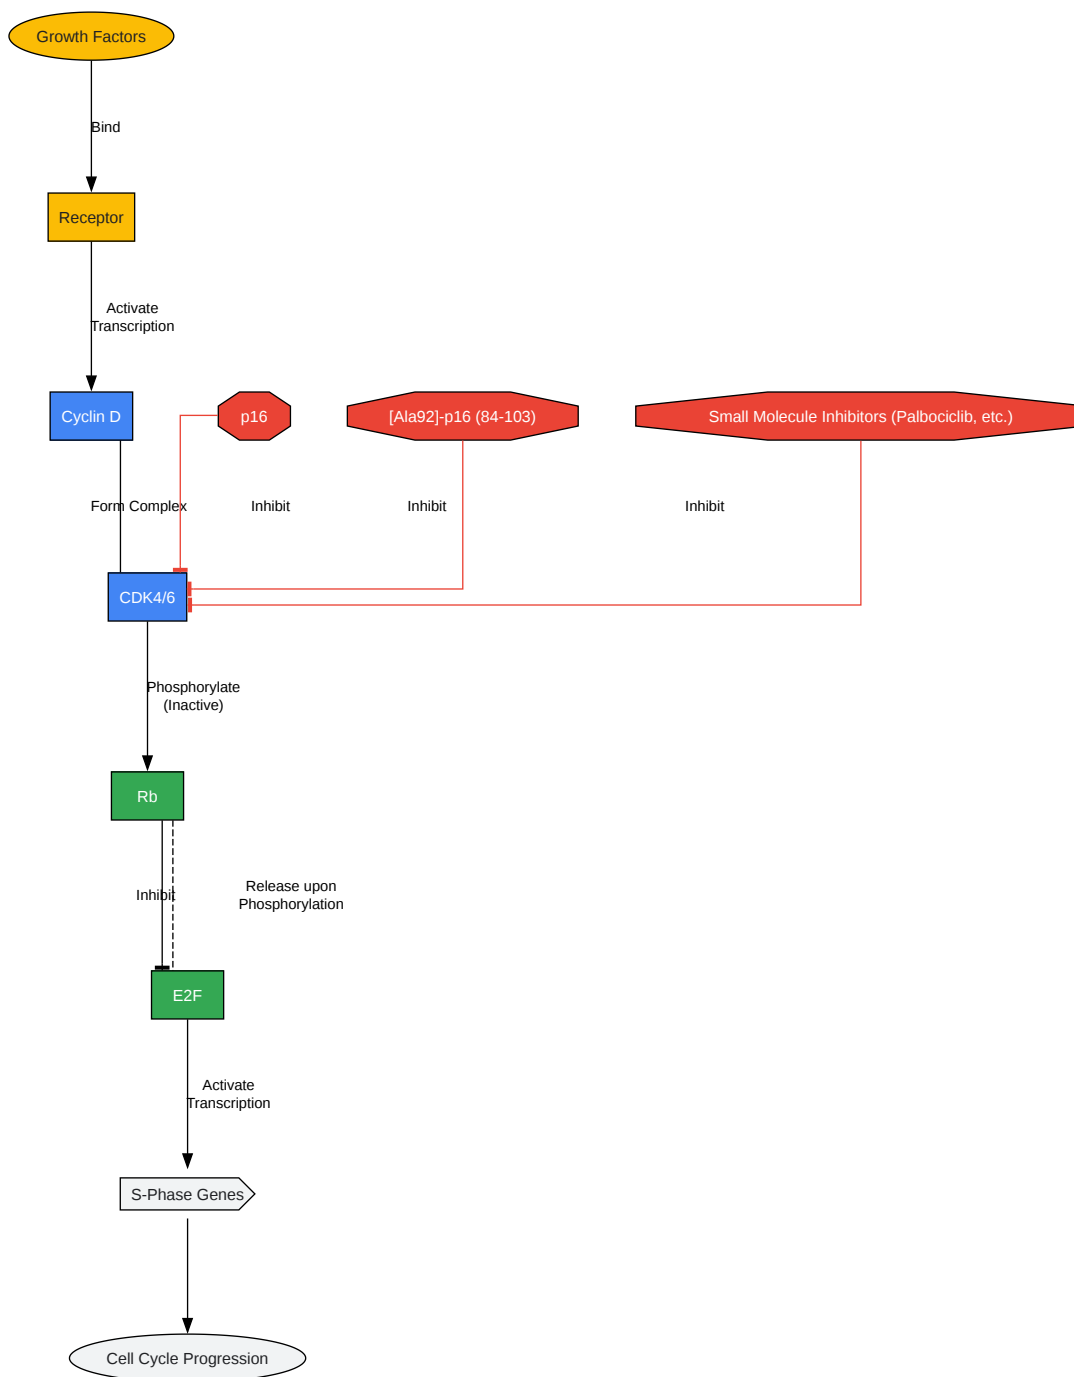 Growth Factors
Bind
Receptor
Activate
Transcription
Cyclin D
p16
[Ala92]-p16 (84-103)
Small Molecule Inhibitors (Palbociclib, etc.)
Form Complex
Inhibit
Inhibit
Inhibit
CDK4/6
Phosphorylate
(Inactive)
Rb
Inhibit
Release upon
Phosphorylation
E2F
Activate
Transcription
S-Phase Genes
Cell Cycle Progression